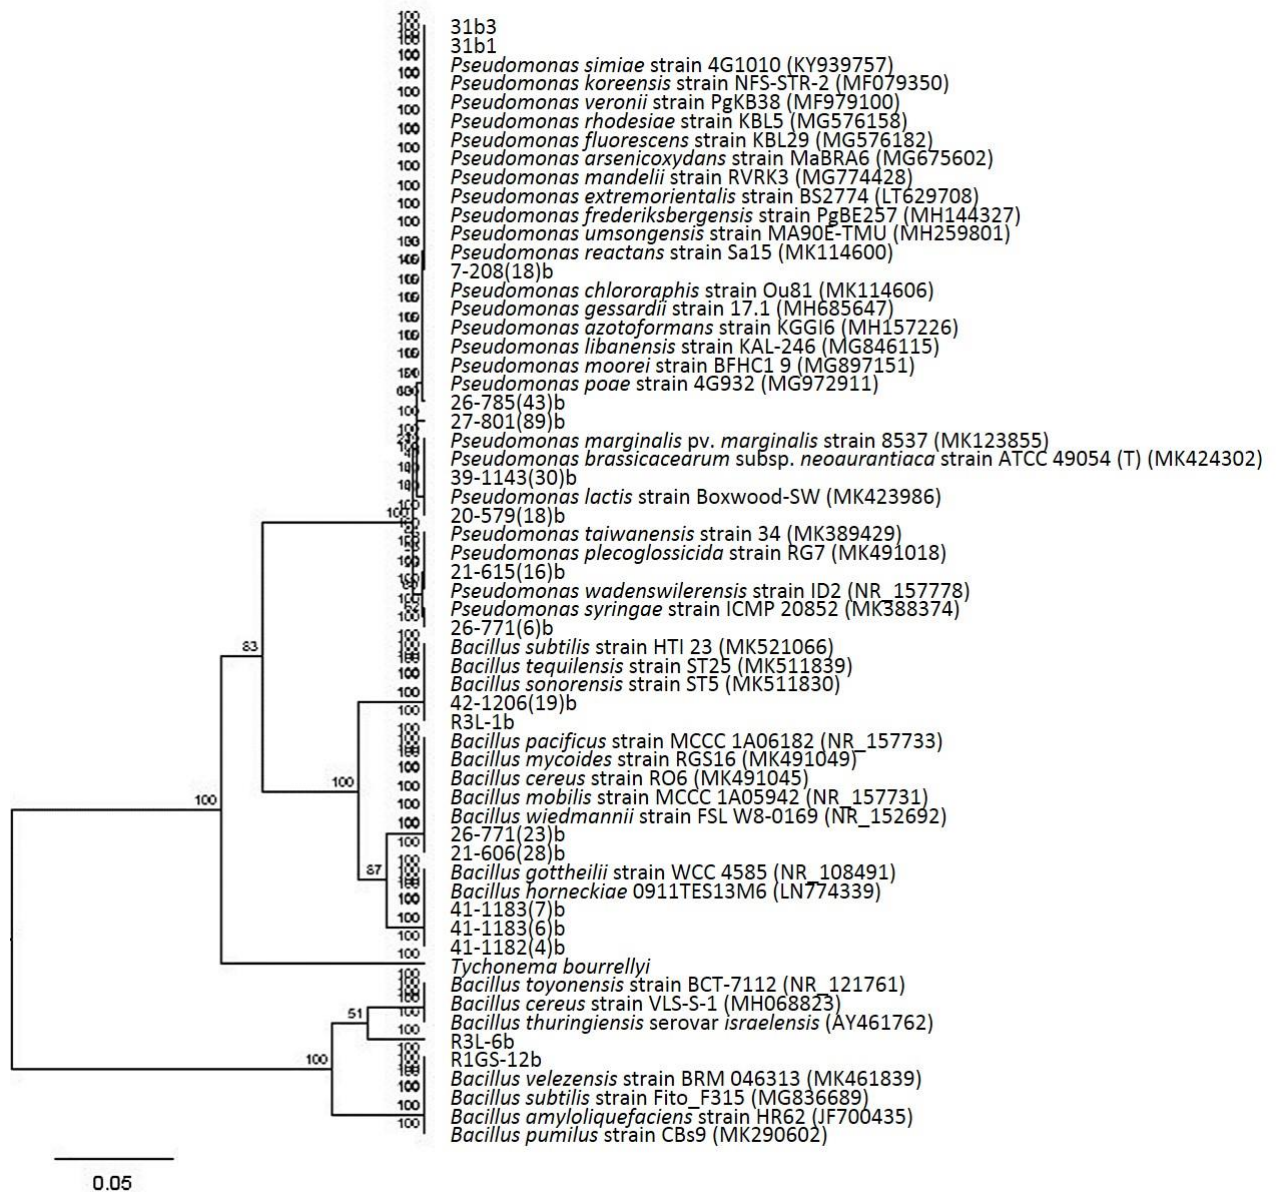 31b3
31b1
Pseudomonas simiae strain 4G1010 (KY939757)
Pseudomonas koreensis strain NFS-STR-2 (MF079350)
Pseudomonas veronii strain PgKB38 (MF979100)
Pseudomonas rhodesiae strain KBL5 (MG576158)
Pseudomonas fluorescens strain KBL29 (MG576182)
Pseudomonas arsenicoxydans strain MaBRA6 (MG675602)
Pseudomonas mandelii strain RVRK3 (MG774428)
Pseudomonas extremorientalis strain BS2774 (LT629708)
Pseudomonas frederiksbergensis strain PgBE257 (MH144327)
Pseudomonas umsongensis strain MA90E-TMU (MH259801)
Pseudomonas reactans strain Sa15 (MK114600)
7-208(18)b
Pseudomonas chlororaphis strain Ou81 (MK114606)
Pseudomonas gessardii strain 17.1 (MH685647)
Pseudomonas azotoformans strain KGGI6 (MH157226)
Pseudomonas libanensis strain KAL-246 (MG846115)
Pseudomonas moorei strain BFHC1 9 (MG897151)
Pseudomonas poae strain 4G932 (MG972911)
26-785(43)b
27-801(89)b
Pseudomonas marginalis pv. marginalis strain 8537 (MK123855)
Pseudomonas brassicacearum subsp. neoaurantiaca strain ATCC 49054 (T) (MK424302)
39-1143(30)b
Pseudomonas lactis strain Boxwood-SW (MK423986)
100 20-579(18)b
Pseudomonas taiwanensis strain 34 (MK389429)
Pseudomonas plecoglossicida strain RG7 (MK491018)
21-615(16)b
Pseudomonas wadenswilerensis strain ID2 (NR_157778)
Pseudomonas syringae strain ICMP 20852 (MK388374)
26-771(6)b
83 Bacillus subtilis strain HTI 23 (MK521066)
Bacillus tequilensis strain ST25 (MK511839)
Bacillus sonorensis strain ST5 (MK511830)
42-1206(19)b
R3L-1b
Bacillus pacificus strain MCCC 1A06182 (NR_157733)
Bacillus mycoides strain RGS16 (MK491049)
100 Bacillus cereus strain RO6 (MK491045)
100 Bacillus mobilis strain MCCC 1A05942 (NR_157731)
Bacillus wiedmannii strain FSL W8-0169 (NR_152692)
26-771(23)b
21-606(28)b
87 Bacillus gottheilii strain WCC 4585 (NR_108491)
Bacillus horneckiae 0911TES13M6 (LN774339)
41-1183(7)b
41-1183(6)b
41-1182(4)b
Tychonema bourrellyi
Bacillus toyonensis strain BCT-7112 (NR_121761)
Bacillus cereus strain VLS-S-1 (MH068823)
51 Bacillus thuringiensis serovar israelensis (AY461762)
R3L-6b
100 R1GS-12b
Bacillus velezensis strain BRM 046313 (MK461839)
Bacillus subtilis strain Fito_F315 (MG836689)
Bacillus amyloliquefaciens strain HR62 (JF700435)
Bacillus pumilus strain CBs9 (MK290602)
0.05